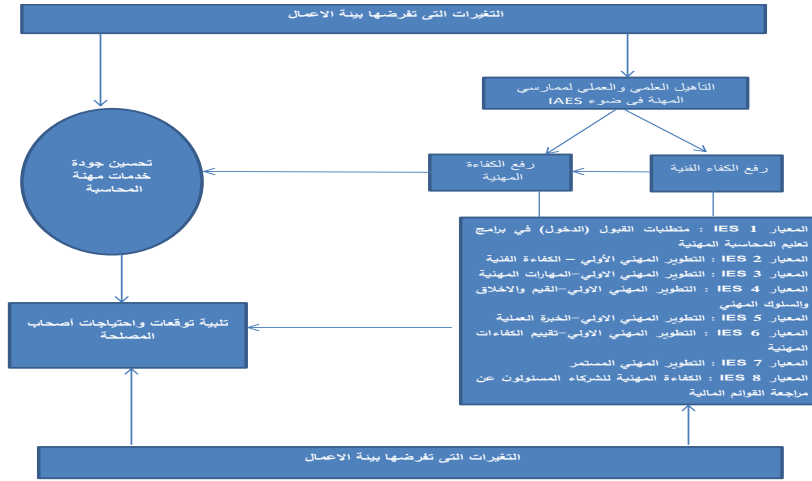 التغيرات التى تفرضها بيئة الاعمال
التأهيل العلمي والعملي لممارسي
المهنة فى ضوء IAES
رفع الكفاء الفنية
رفع الكفاءة
المهنية
تحسين جودة
خدمات مهنة
المحاسبة
المعيار IES 1 : متطلبات القبول (الدخول) في برامج
تعليم المحاسبة المهنية
المعيار IES 2 : التطوير المهني الأولي – الكفاءة الفنية
المعيار IES 3 : التطوير المهني الاولي–المهارات المهنية
المعيار IES 4 : التطوير المهني الاولي–القيم والاخلاق
والسلوك المهني
المعيار IES 5 : التطوير المهني الاولي–الخبرة العملية
المعيار IES 6 : التطوير المهني الاولي–تقييم الكفاءات
المهنية
المعيار IES 7 : التطوير المهني المستمر
المعيار IES 8 : الكفاءة المهنية للشركاء المسئولون عن
مراجعة القوائم المالية
تلبية توقعات واحتياجات أصحاب
المصلحة
التغيرات التى تفرضها بيئة الاعمال